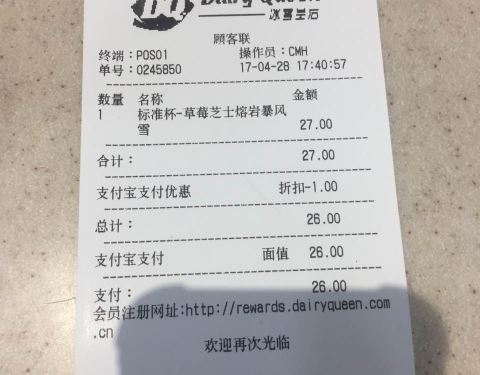 DQ Dairy Queen
冰雪皇后
顾客联
终端：POS01 操作员：CMH
单号：0245850 17-04-28 17:40:57
数量 名称 金额
1 标准杯-草莓芝士熔岩暴风
雪 27.00
合计： 27.00
支付宝支付优惠 折扣-1.00
总计： 26.00
支付宝支付 面值 26.00
支付： 26.00
会员注册网址:http://rewards.dairyqueen.com
.cn
欢迎再次光临